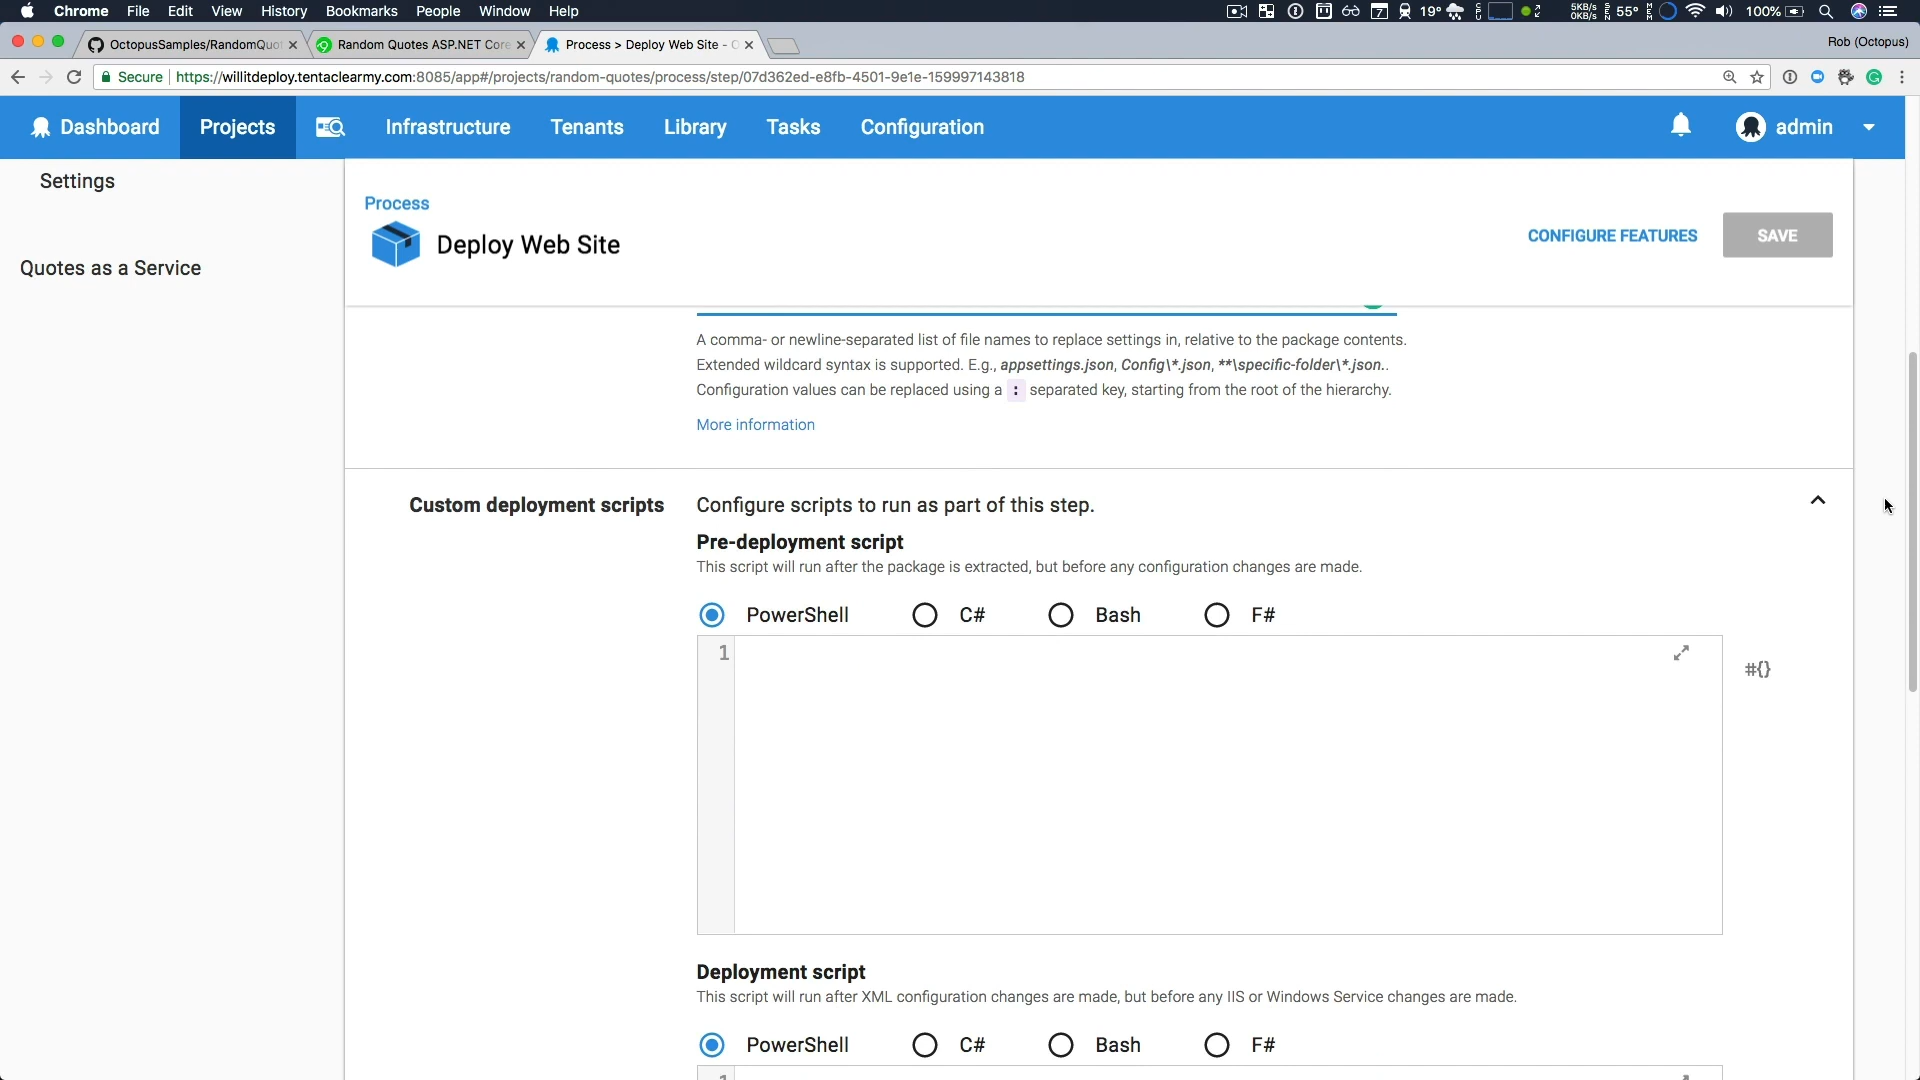 Chrome File Edit View History Bookmarks People Window Help 19° 5KB/s 0KB/s 55° 100%
OctopusSamples/RandomQuo Random Quotes ASP.NET Core Process > Deploy Web Site - Rob (Octopus)
Secure https://willitdeploy.tentaclearmy.com:8085/app#/projects/random-quotes/process/step/07d362ed-e8fb-4501-9e1e-159997143818
Dashboard Projects Infrastructure Tenants Library Tasks Configuration admin
Settings
Process
Deploy Web Site
CONFIGURE FEATURES SAVE
Quotes as a Service
A comma- or newline-separated list of file names to replace settings in, relative to the package contents.
Extended wildcard syntax is supported. E.g., appsettings.json, Config\*.json, **\specific-folder\*.json..
Configuration values can be replaced using a : separated key, starting from the root of the hierarchy.
More information
Custom deployment scripts Configure scripts to run as part of this step.
Pre-deployment script
This script will run after the package is extracted, but before any configuration changes are made.
PowerShell C# Bash F#
1
#{}
Deployment script
This script will run after XML configuration changes are made, but before any IIS or Windows Service changes are made.
PowerShell C# Bash F#
1